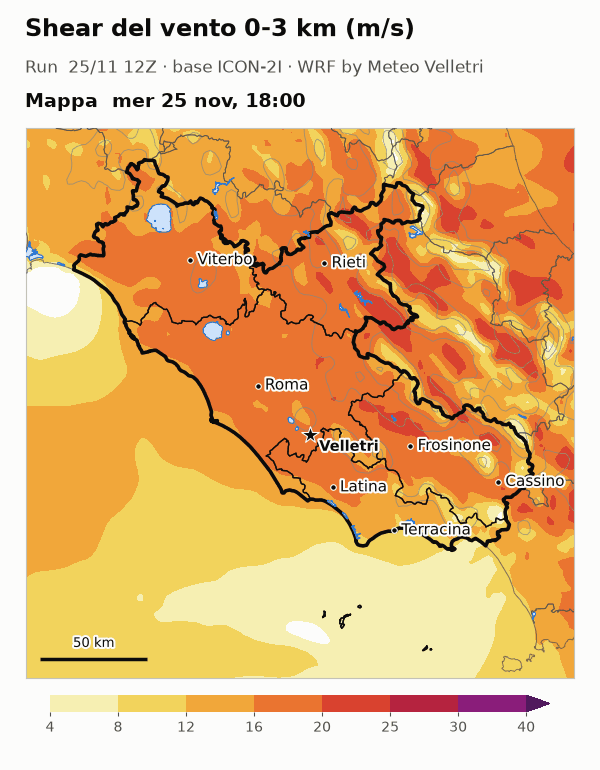 Shear del vento 0-3 km (m/s)
Run  25/11 12Z · base ICON-2I · WRF by Meteo Velletri
Mappa  mer 25 nov, 18:00
Viterbo
Rieti
Roma
Velletri
Frosinone
Latina
Cassino
Terracina
50 km
4 8 12 16 20 25 30 40